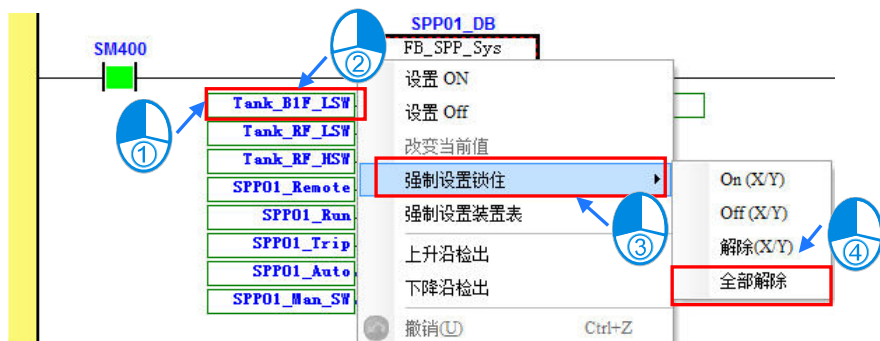 SPP01_DB
FB_SPP_Sys
SM400
②
设置 ON
Tank_B1F_LSW
设置 Off
①
Tank_RF_LSW
改变当前值
Tank_RF_HSW
强制设置锁住
On (X/Y)
SPP01_Remote
强制设置装置表
Off (X/Y)
SPP01_Run
③
SPP01_Trip
上升沿检出
解除(X/Y)
④
SPP01_Auto
下降沿检出
全部解除
SPP01_Man_SW
撤销(U) Ctrl+Z